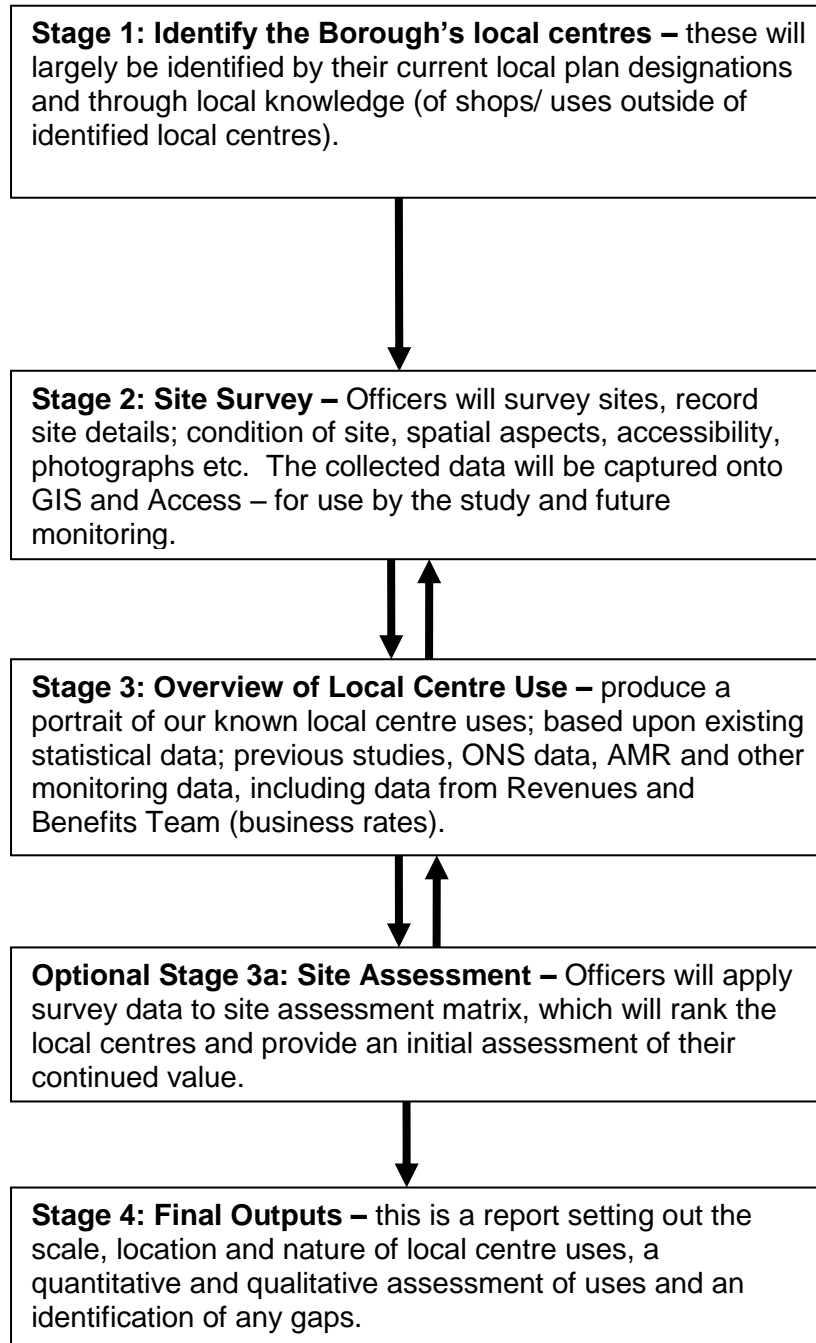 Stage 1: Identify the Borough's local centres – these will
largely be identified by their current local plan designations
and through local knowledge (of shops/ uses outside of
identified local centres).
Stage 2: Site Survey – Officers will survey sites, record
site details; condition of site, spatial aspects, accessibility,
photographs etc.  The collected data will be captured onto
GIS and Access – for use by the study and future
monitoring.
Stage 3: Overview of Local Centre Use – produce a
portrait of our known local centre uses; based upon existing
statistical data; previous studies, ONS data, AMR and other
monitoring data, including data from Revenues and
Benefits Team (business rates).
Optional Stage 3a: Site Assessment – Officers will apply
survey data to site assessment matrix, which will rank the
local centres and provide an initial assessment of their
continued value.
Stage 4: Final Outputs – this is a report setting out the
scale, location and nature of local centre uses, a
quantitative and qualitative assessment of uses and an
identification of any gaps.